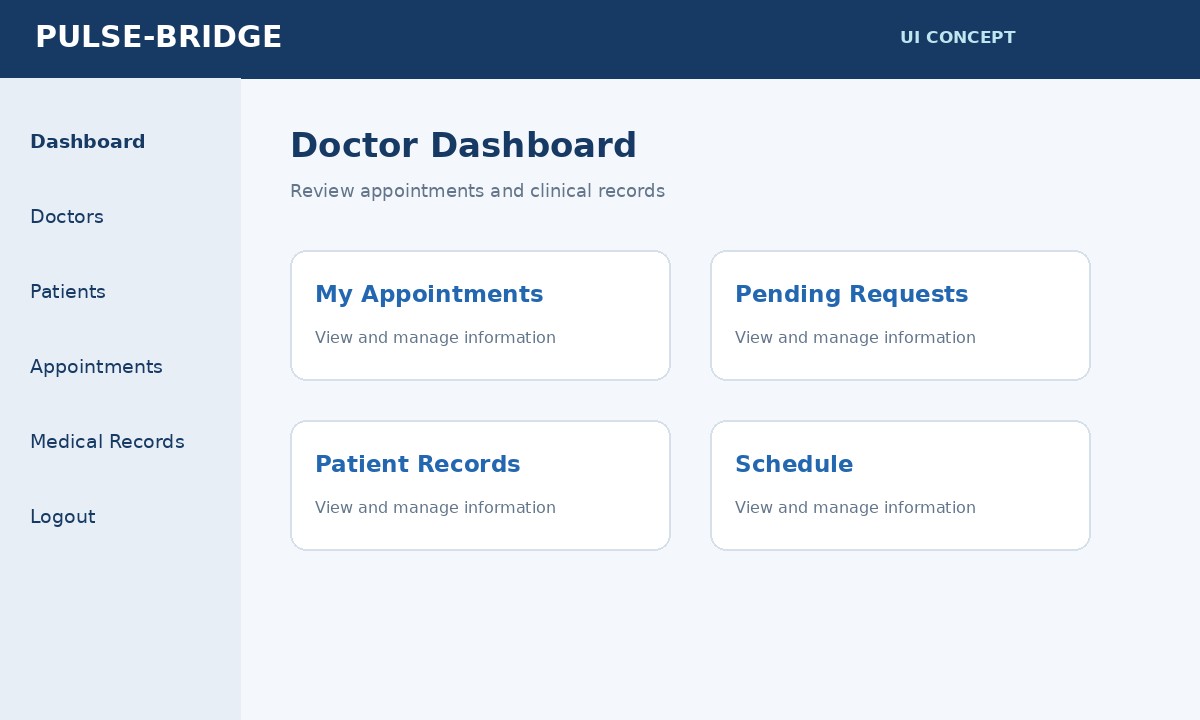 PULSE-BRIDGE
UI CONCEPT
Dashboard
Doctors
Patients
Appointments
Medical Records
Logout
Doctor Dashboard
Review appointments and clinical records
My Appointments
View and manage information
Pending Requests
View and manage information
Patient Records
View and manage information
Schedule
View and manage information